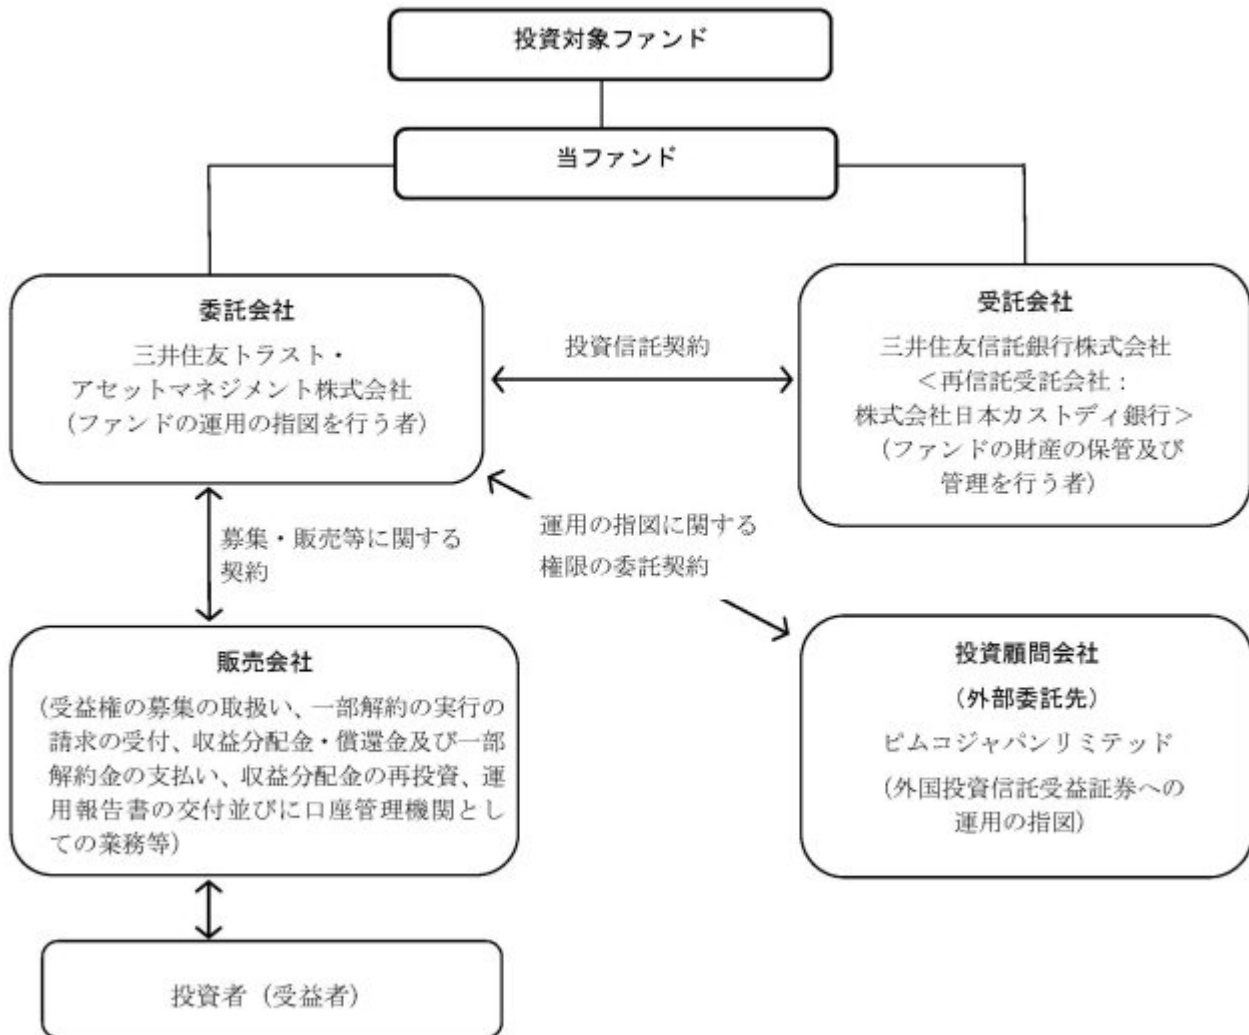 投資対象ファンド
当ファンド
委託会社
三井住友トラスト・
アセットマネジメント株式会社
（ファンドの運用の指図を行う者）
投資信託契約
受託会社
三井住友信託銀行株式会社
＜再信託受託会社：
株式会社日本カストディ銀行＞
（ファンドの財産の保管及び
管理を行う者）
募集・販売等に関する
契約
運用の指図に関する
権限の委託契約
販売会社
（受益権の募集の取扱い、一部解約の実行の
請求の受付、収益分配金・償還金及び一部
解約金の支払い、収益分配金の再投資、運
用報告書の交付並びに口座管理機関とし
ての業務等）
投資顧問会社
（外部委託先）
ピムコジャパンリミテッド
（外国投資信託受益証券への
運用の指図）
投資者（受益者）